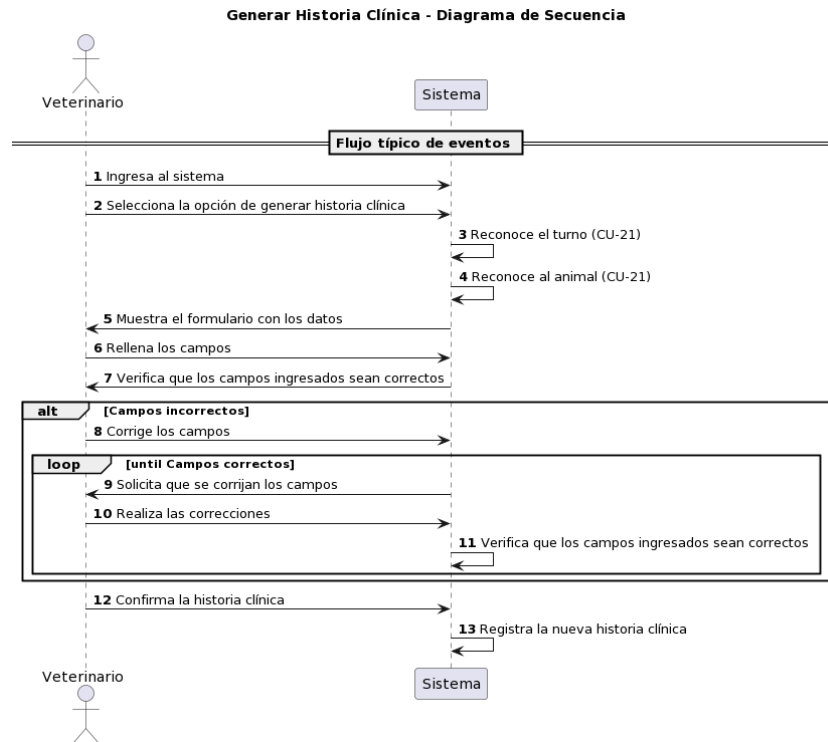 Generar Historia Clínica - Diagrama de Secuencia
Veterinario
Sistema
Flujo típico de eventos
1 Ingresa al sistema
2 Selecciona la opción de generar historia clínica
3 Reconoce el turno (CU-21)
4 Reconoce al animal (CU-21)
5 Muestra el formulario con los datos
6 Rellena los campos
7 Verifica que los campos ingresados sean correctos
alt [Campos incorrectos]
8 Corrige los campos
loop [until Campos correctos]
9 Solicita que se corrijan los campos
10 Realiza las correcciones
11 Verifica que los campos ingresados sean correctos
12 Confirma la historia clínica
13 Registra la nueva historia clínica
Veterinario
Sistema